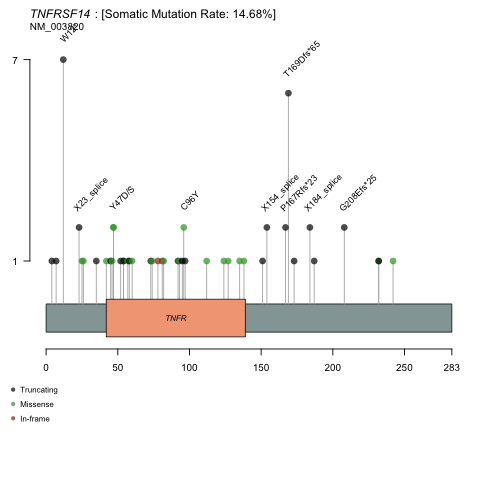 TNFRSF14 : [Somatic Mutation Rate: 14.68%]
NM_003820
7
T169Dfs*65
X23_splice
Y47D/S
C96Y
X154_splice
P167Rfs*23
X184_splice
G208Efs*25
1
TNFR
0 50 100 150 200 250 283
Truncating
Missense
In-frame